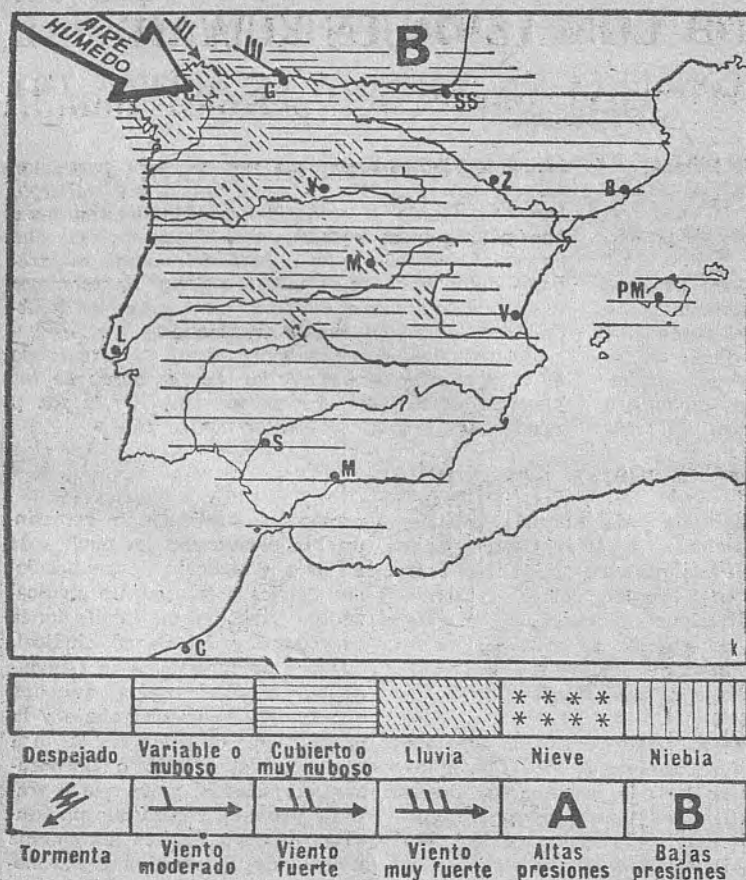 AIRE
HUMEDO
B
C
G
SS
V
Z
B
M
PM
V
L
S
M
C
k
Despejado
Variable o
nuboso
Cubierto o
muy nuboso
Lluvia
Nieve
Niebla
A
B
Tormenta
Viento
moderado
Viento
fuerte
Viento
muy fuerte
Altas
presiones
Bajas
presiones